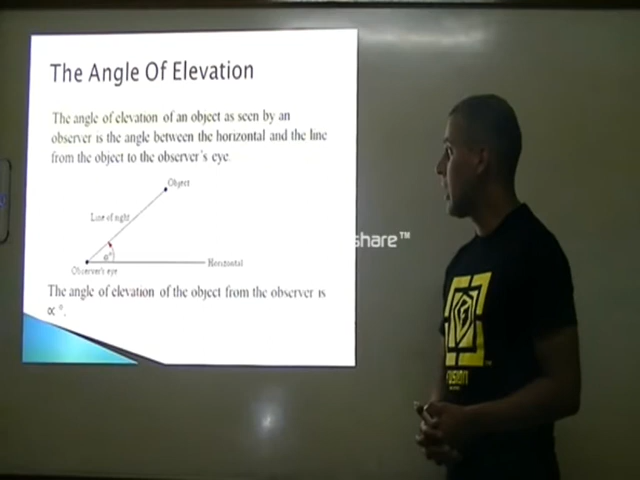 The Angle Of Elevation
The angle of elevation of an object as seen by an
observer is the angle between the horizontal and the line
from the object to the observer's eye.
Object
Line of sight
α°
Horizontal
Observer's eye
The angle of elevation of the object from the observer is
∝ °.
share™
F
FUSION